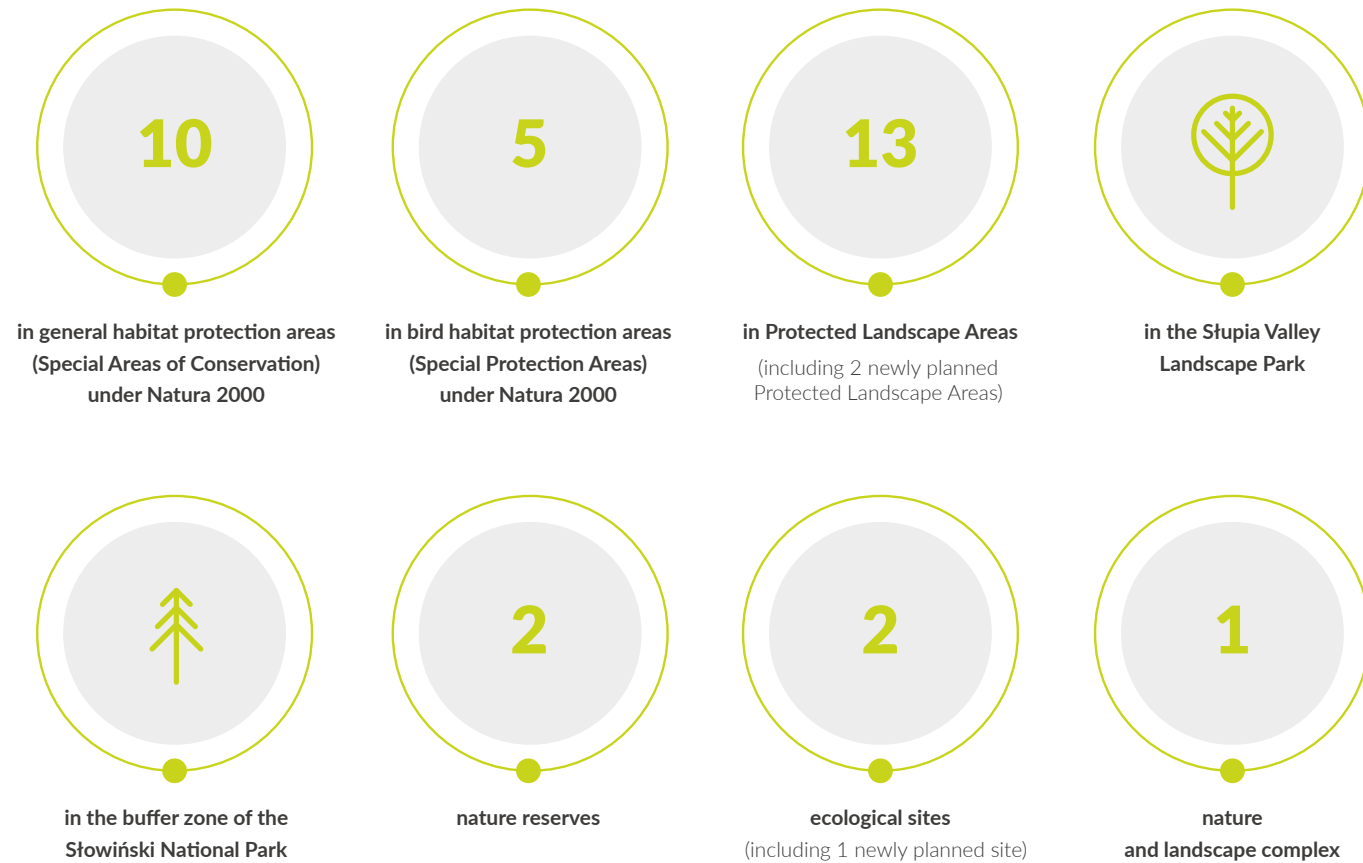 10
in general habitat protection areas
(Special Areas of Conservation)
under Natura 2000
5
in bird habitat protection areas
(Special Protection Areas)
under Natura 2000
13
in Protected Landscape Areas
(including 2 newly planned
Protected Landscape Areas)
in the Słupia Valley
Landscape Park
in the buffer zone of the
Słowiński National Park
2
nature reserves
2
ecological sites
(including 1 newly planned site)
1
nature
and landscape complex